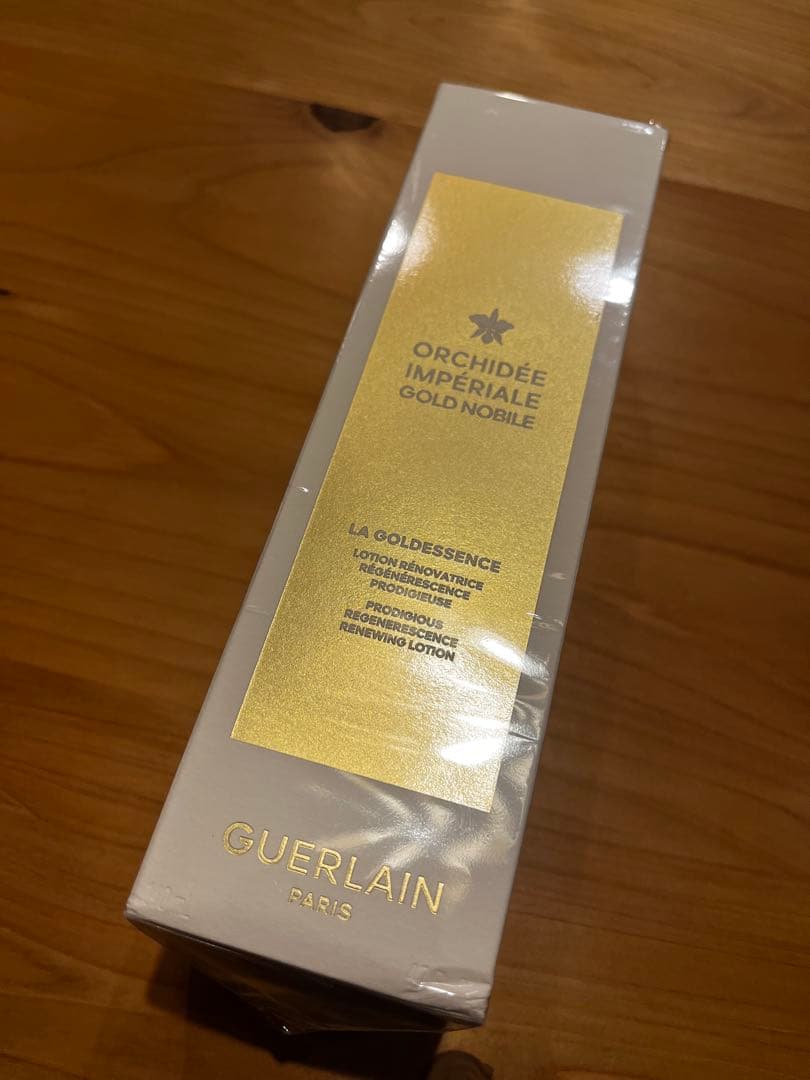 ORCHIDÉE
IMPÉRIALE
GOLD NOBILE
LA GOLDESSENCE
LOTION RÉNOVATRICE
RÉGÉNÉRESCENCE
PRODIGIEUSE
PRODIGIOUS
REGENERESCENCE
RENEWING LOTION
GUERLAIN
PARIS